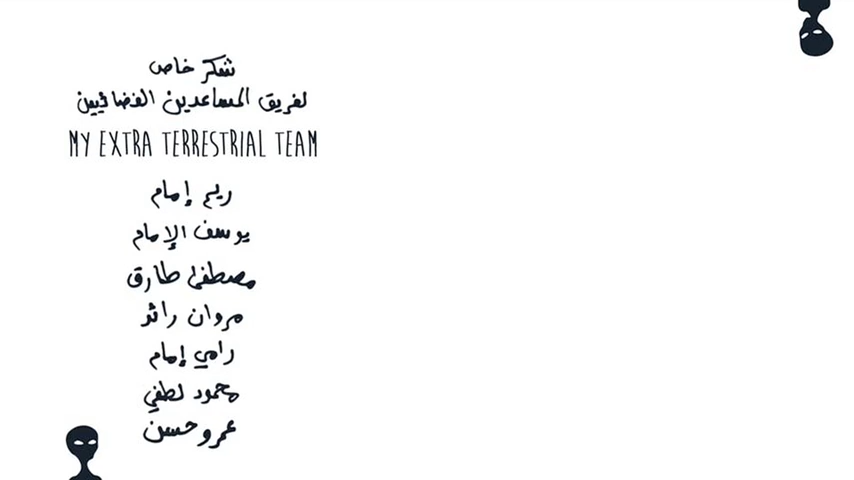 شكر خاص
لفريق المساعدين الفضائيين
MY EXTRA TERRESTRIAL TEAM
ريم إمام
يوسف الإمام
مصطفى طارق
مروان رائد
رامي إمام
محمود لطفي
عمرو حسن